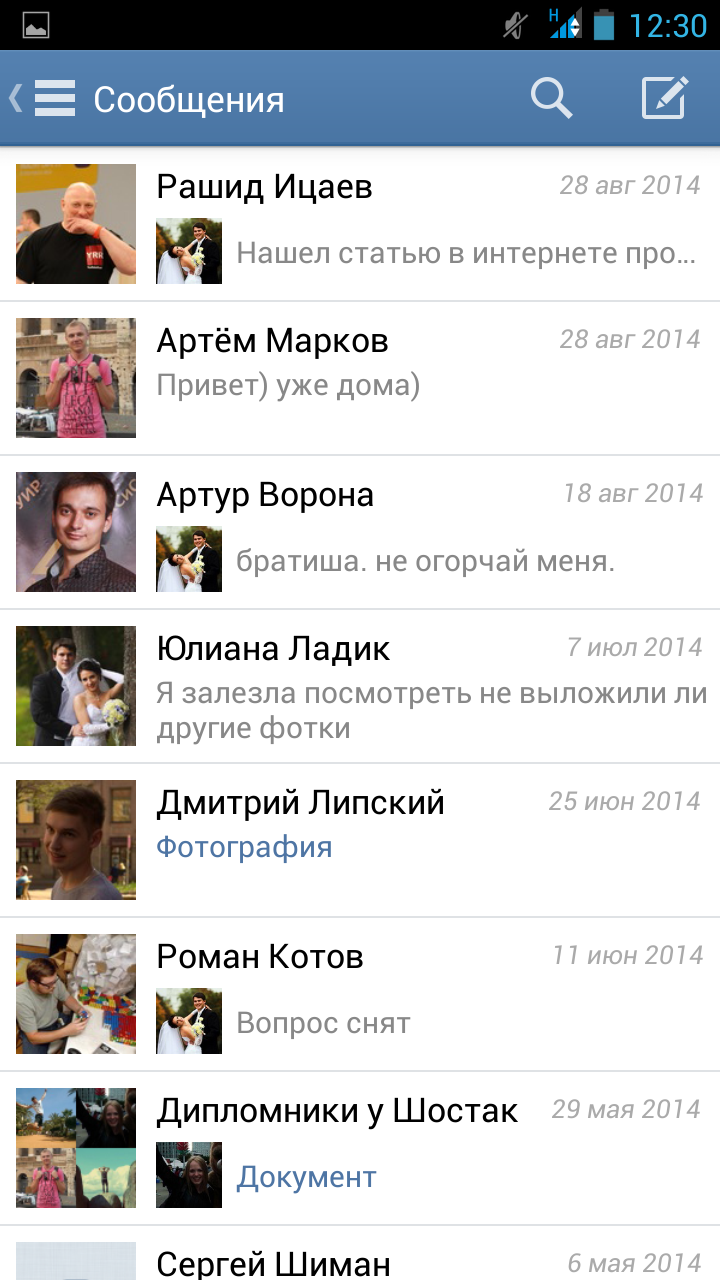 H 12:30
Сообщения
Рашид Ицаев 28 авг 2014
Нашел статью в интернете про...
Артём Марков 28 авг 2014
Привет) уже дома)
Артур Ворона 18 авг 2014
братиша. не огорчай меня.
Юлиана Ладик 7 июл 2014
Я залезла посмотреть не выложили ли
другие фотки
Дмитрий Липский 25 июн 2014
Фотография
Роман Котов 11 июн 2014
Вопрос снят
Дипломники у Шостак 29 мая 2014
Документ
Сергей Шиман 6 мая 2014